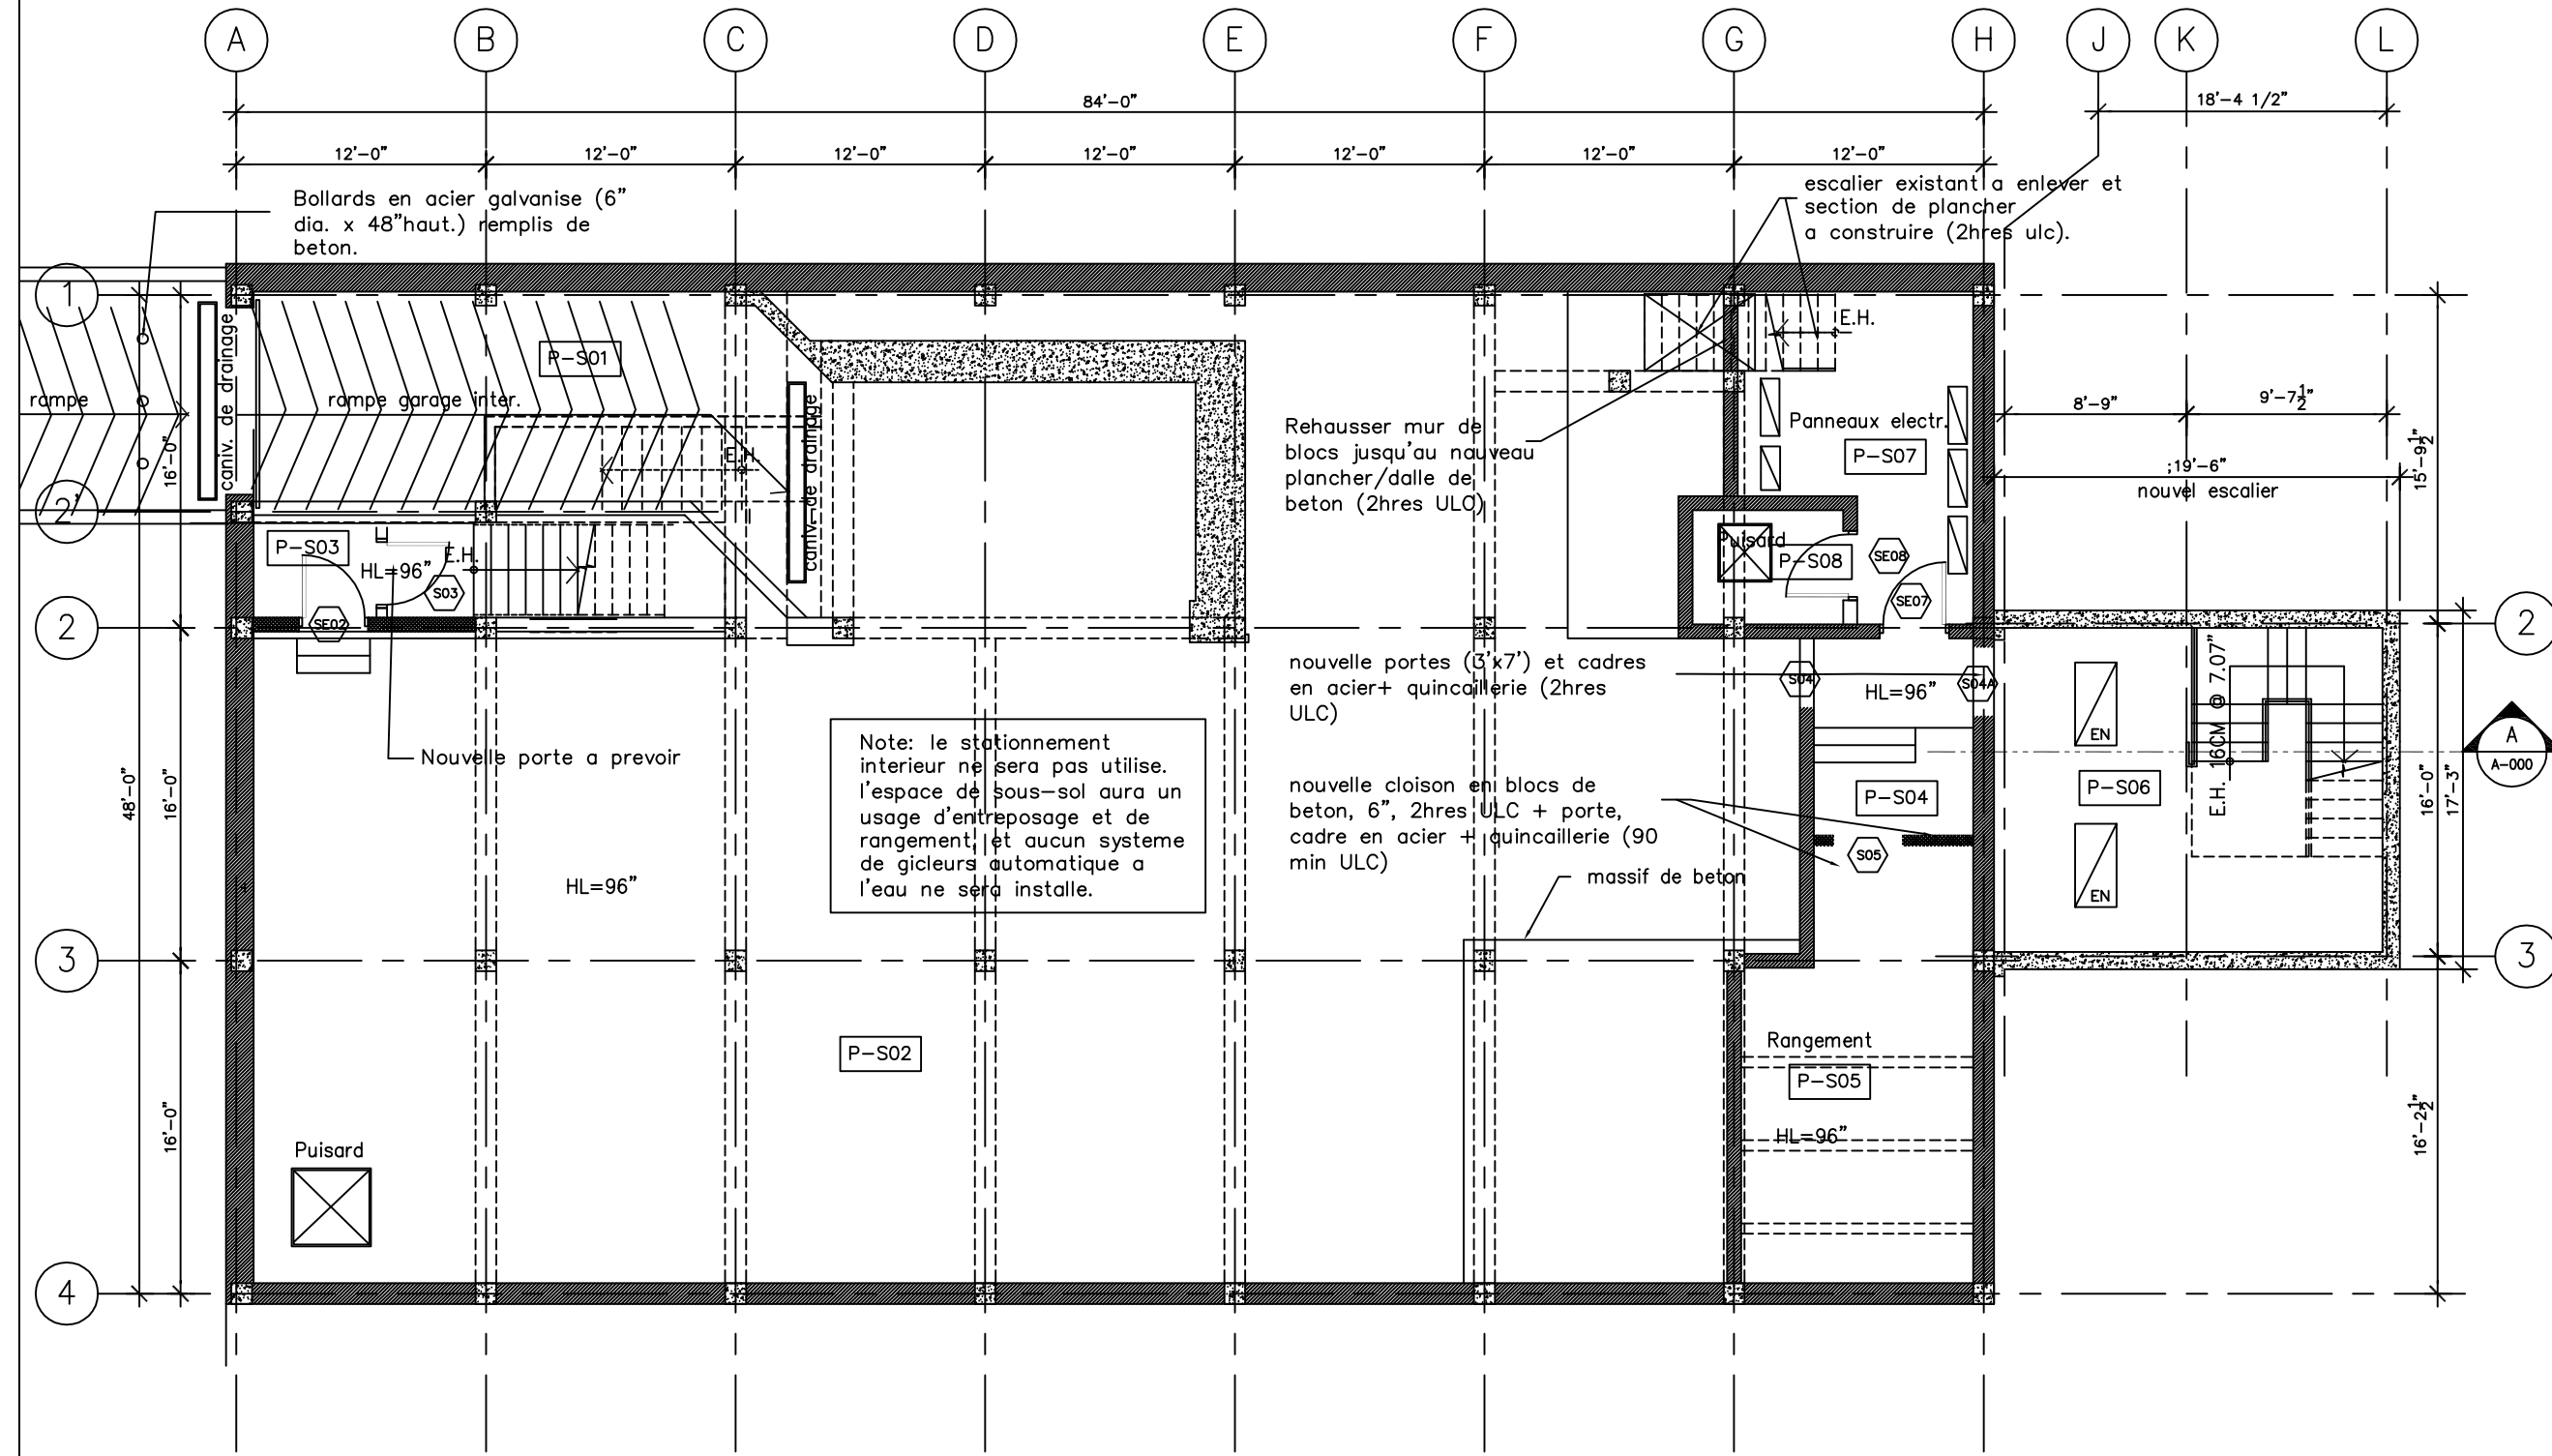 A B C D E F G H J K L
84'-0"
18'-4 1/2"
12'-0" 12'-0" 12'-0" 12'-0" 12'-0" 12'-0" 12'-0"
Bollards en acier galvanise (6"
dia. x 48"haut.) remplis de
beton.
escalier existant a enlever et
section de plancher
a construire (2hres ulc).
1
2'
2
3
4
48'-0"
16'-0"
16'-0"
16'-0"
rampe
caniv. de drainage
rampe garage inter.
P-S01
E.H.
caniv. de drainage
P-S03
HL=96"
E.H.
S03
SE02
Nouvelle porte a prevoir
Rehausser mur de
blocs jusqu'au nouveau
plancher/dalle de
beton (2hres ULC)
E.H.
Panneaux electr.
P-S07
Puisard
P-S08
SE08
SE07
8'-9"
9'-7 1/2"
;19'-6"
nouvel escalier
15'-9 1/2"
nouvelle portes (3'x7') et cadres
en acier+ quincaillerie (2hres
ULC)
S04
HL=96"
S04A
Note: le stationnement
interieur ne sera pas utilise.
l'espace de sous-sol aura un
usage d'entreposage et de
rangement, et aucun systeme
de gicleurs automatique a
l'eau ne sera installe.
nouvelle cloison en blocs de
beton, 6", 2hres ULC + porte,
cadre en acier + quincaillerie (90
min ULC)
P-S04
S05
massif de beton
EN
EN
P-S06
E.H. 16CM @ 7.07"
A
A-000
2
3
16'-0"
17'-3"
16'-2 1/2"
4
HL=96"
P-S02
Rangement
P-S05
HL=96"
Puisard